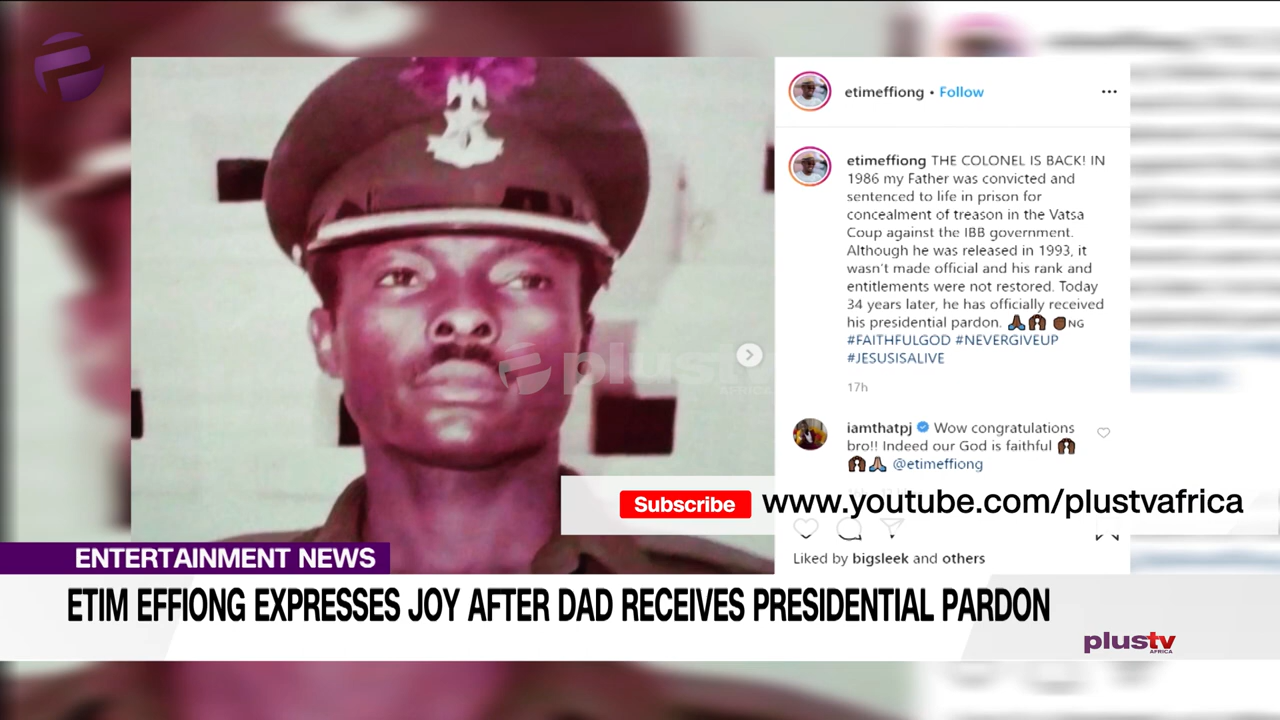 etimeffiong • Follow
etimeffiong THE COLONEL IS BACK! IN
1986 my Father was convicted and
sentenced to life in prison for
concealment of treason in the Vatsa
Coup against the IBB government.
Although he was released in 1993, it
wasn't made official and his rank and
entitlements were not restored. Today
34 years later, he has officially received
his presidential pardon. 🙏🏿 🙆🏿 ✊🏿 NG
#FAITHFULGOD #NEVERGIVEUP
#JESUSISALIVE
17h
iamthatpj Wow congratulations
bro!! Indeed our God is faithful
@etimeffiong
plustv
AFRICA
Subscribe www.youtube.com/plustvafrica
Liked by bigsleek and others
ENTERTAINMENT NEWS
ETIM EFFIONG EXPRESSES JOY AFTER DAD RECEIVES PRESIDENTIAL PARDON
plustv
AFRICA